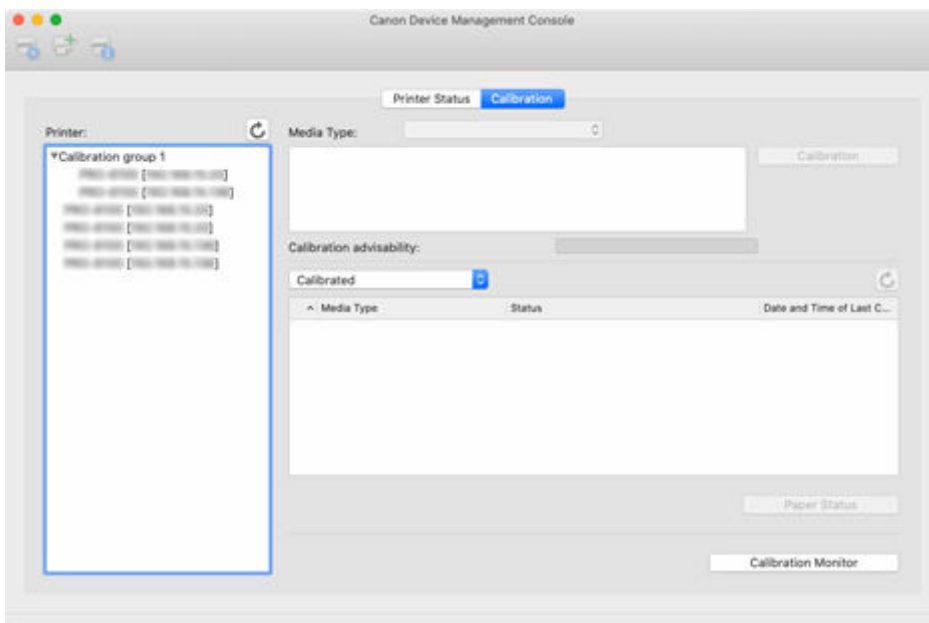 Canon Device Management Console
Printer Status Calibration
Printer:
Media Type:
▼Calibration group 1
Calibration
Calibration advisability:
Calibrated
Media Type Status Date and Time of Last C...
Paper Status
Calibration Monitor